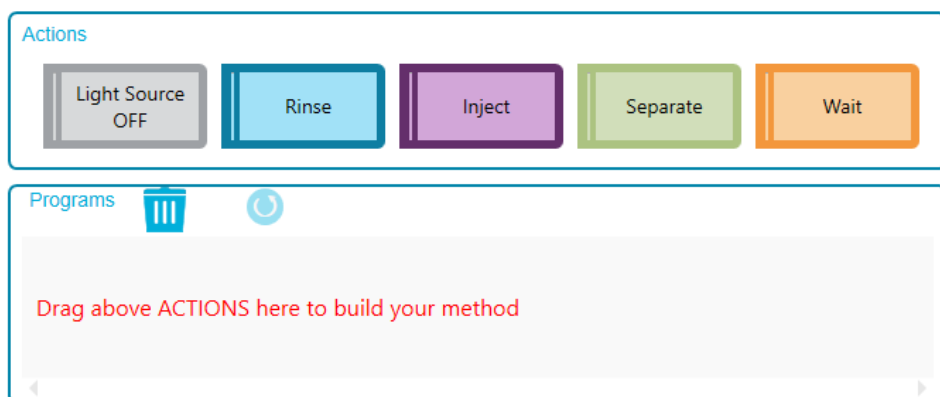 Actions
Light Source
OFF
Rinse
Inject
Separate
Wait
Programs
Drag above ACTIONS here to build your method